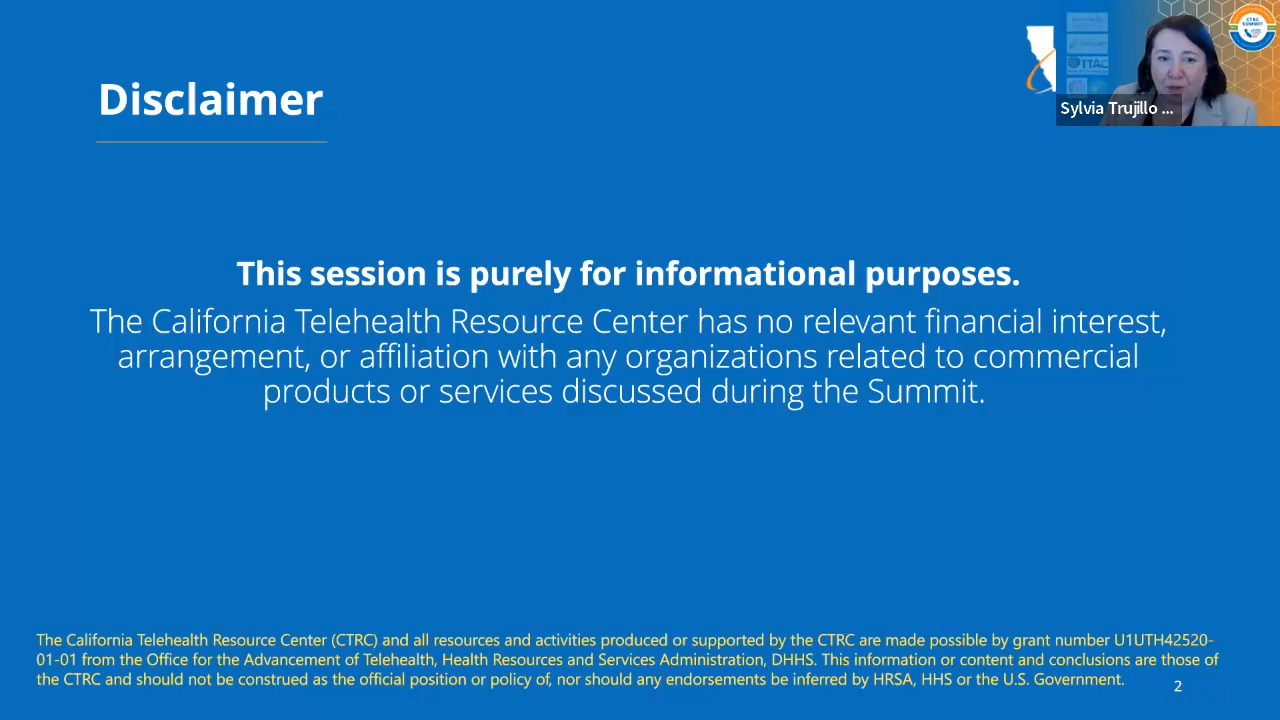 Disclaimer
TTAC
CTRC
SUMMIT
Sylvia Trujillo ...
This session is purely for informational purposes.
The California Telehealth Resource Center has no relevant financial interest,
arrangement, or affiliation with any organizations related to commercial
products or services discussed during the Summit.
The California Telehealth Resource Center (CTRC) and all resources and activities produced or supported by the CTRC are made possible by grant number U1UTH42520-
01-01 from the Office for the Advancement of Telehealth, Health Resources and Services Administration, DHHS. This information or content and conclusions are those of
the CTRC and should not be construed as the official position or policy of, nor should any endorsements be inferred by HRSA, HHS or the U.S. Government.
2